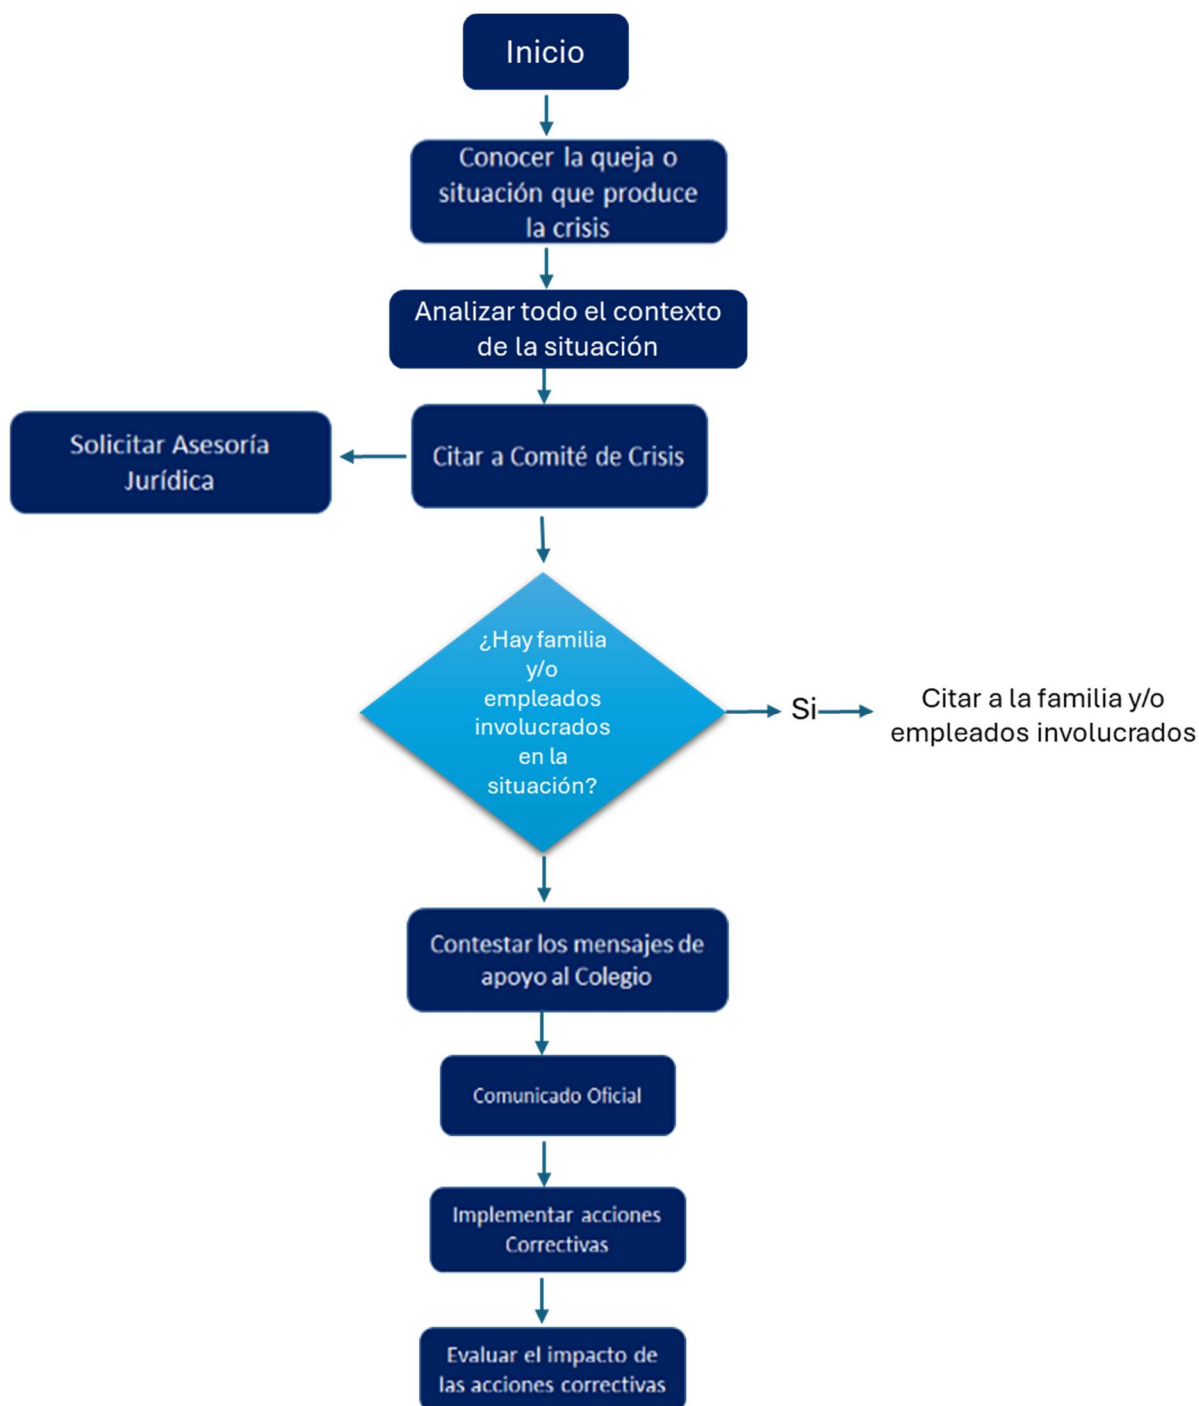 Inicio
Conocer la queja o
situación que produce
la crisis
Analizar todo el contexto
de la situación
Solicitar Asesoría
Jurídica
Citar a Comité de Crisis
¿Hay familia
y/o
empleados
involucrados
en la
situación?
Si
Citar a la familia y/o
empleados involucrados
Contestar los mensajes de
apoyo al Colegio
Comunicado Oficial
Implementar acciones
Correctivas
Evaluar el impacto de
las acciones correctivas